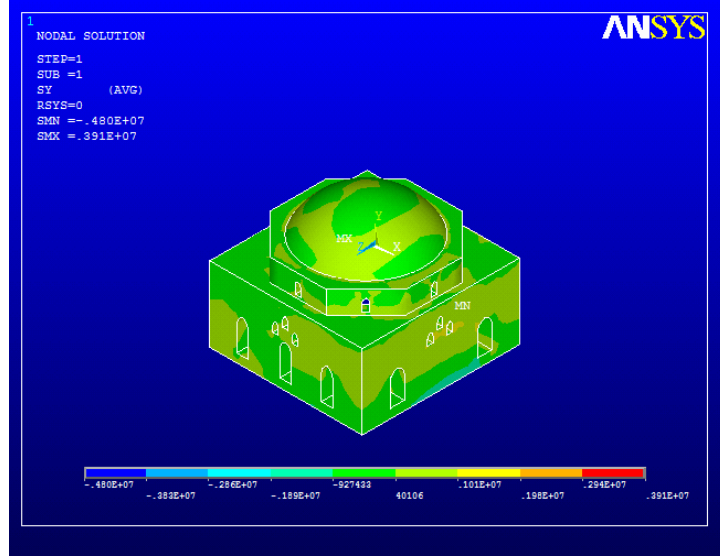 1
ANSYS
NODAL SOLUTION
STEP=1
SUB =1
SY (AVG)
RSYS=0
SMN =-.480E+07
SMX =.391E+07
Y
MX
Z
X
MN
-.480E+07 -.286E+07 -927433 .101E+07 .294E+07
-.383E+07 -.189E+07 40106 .198E+07 .391E+07